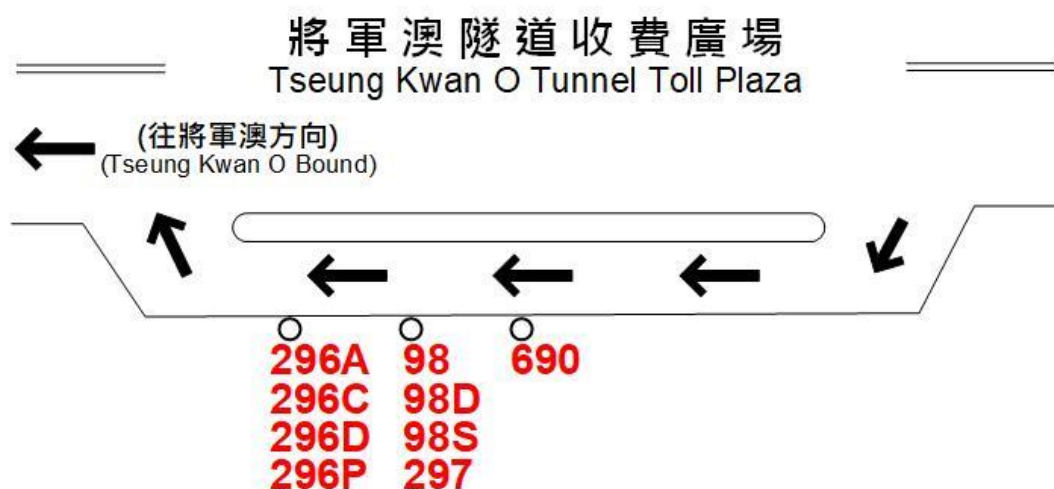 將軍澳隧道收費廣場
Tseung Kwan O Tunnel Toll Plaza
(往將軍澳方向)
(Tseung Kwan O Bound)
296A 98 690
296C 98D
296D 98S
296P 297